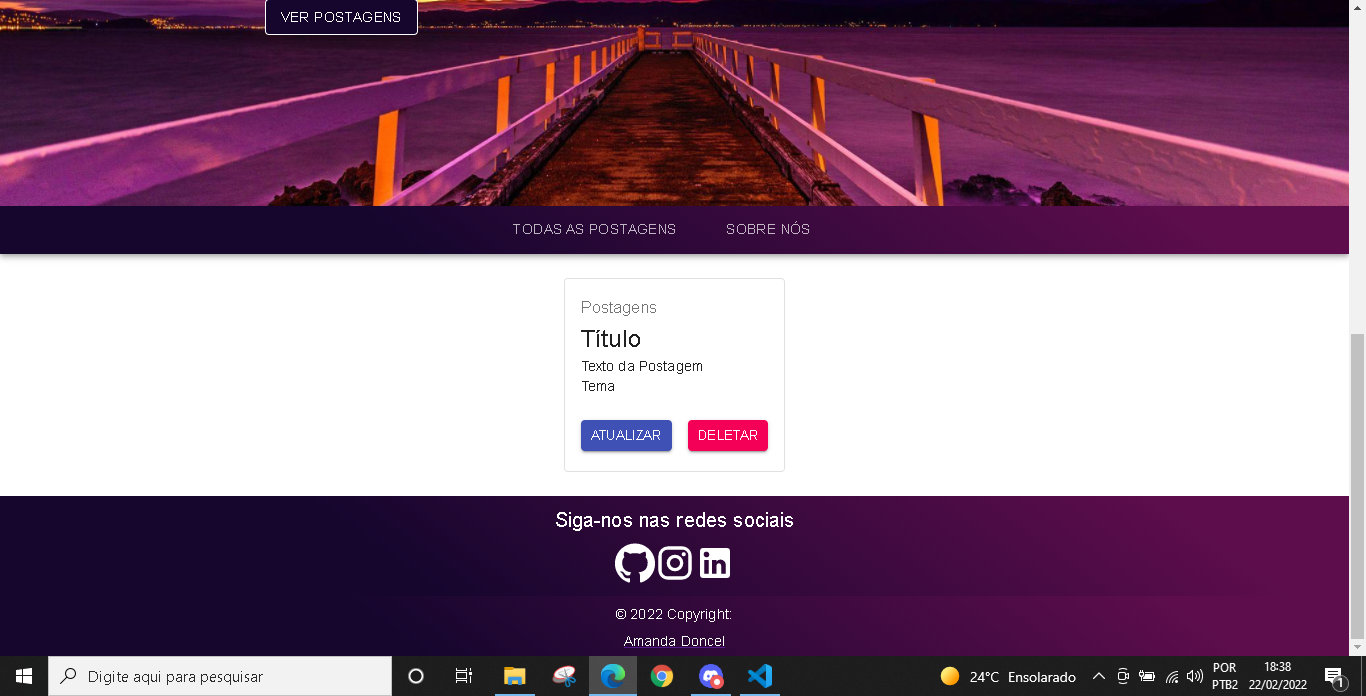 VER POSTAGENS
TODAS AS POSTAGENS SOBRE NÓS
Postagens
Título
Texto da Postagem
Tema
ATUALIZAR DELETAR
Siga-nos nas redes sociais
in
© 2022 Copyright:
Amanda Doncel
Digite aqui para pesquisar
24°C Ensolarado
POR
PTB2
18:38
22/02/2022
1